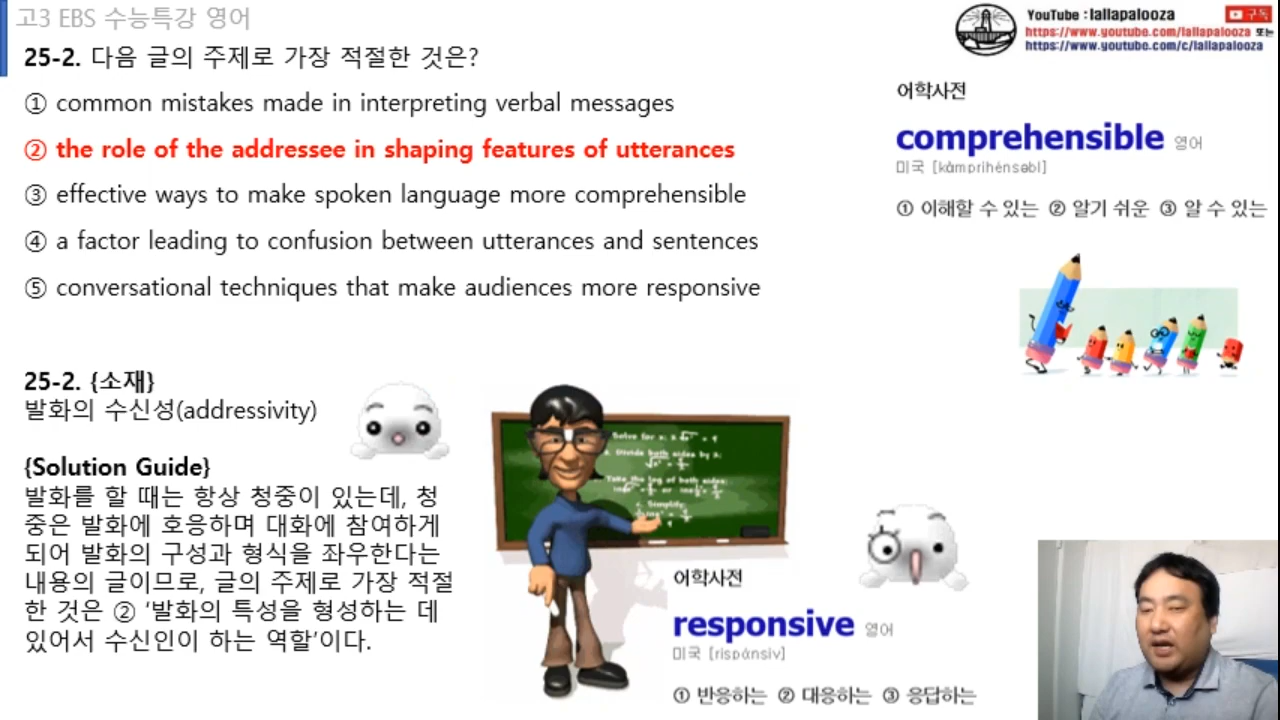 고3 EBS 수능특강 영어
YouTube : lallapalooza
구독
https://www.youtube.com/lallapalooza 또는
https://www.youtube.com/c/lallapalooza
25-2. 다음 글의 주제로 가장 적절한 것은?
① common mistakes made in interpreting verbal messages
② the role of the addressee in shaping features of utterances
③ effective ways to make spoken language more comprehensible
④ a factor leading to confusion between utterances and sentences
⑤ conversational techniques that make audiences more responsive
어학사전
comprehensible 영어
미국 [kàmprihénsəbl]
① 이해할 수 있는 ② 알기 쉬운 ③ 알 수 있는
25-2. {소재}
발화의 수신성(addressivity)
{Solution Guide}
발화를 할 때는 항상 청중이 있는데, 청
중은 발화에 호응하며 대화에 참여하게
되어 발화의 구성과 형식을 좌우한다는
내용의 글이므로, 글의 주제로 가장 적절
한 것은 ② ‘발화의 특성을 형성하는 데
있어서 수신인이 하는 역할’이다.
어학사전
responsive 영어
미국 [rispánsiv]
① 반응하는 ② 대응하는 ③ 응답하는